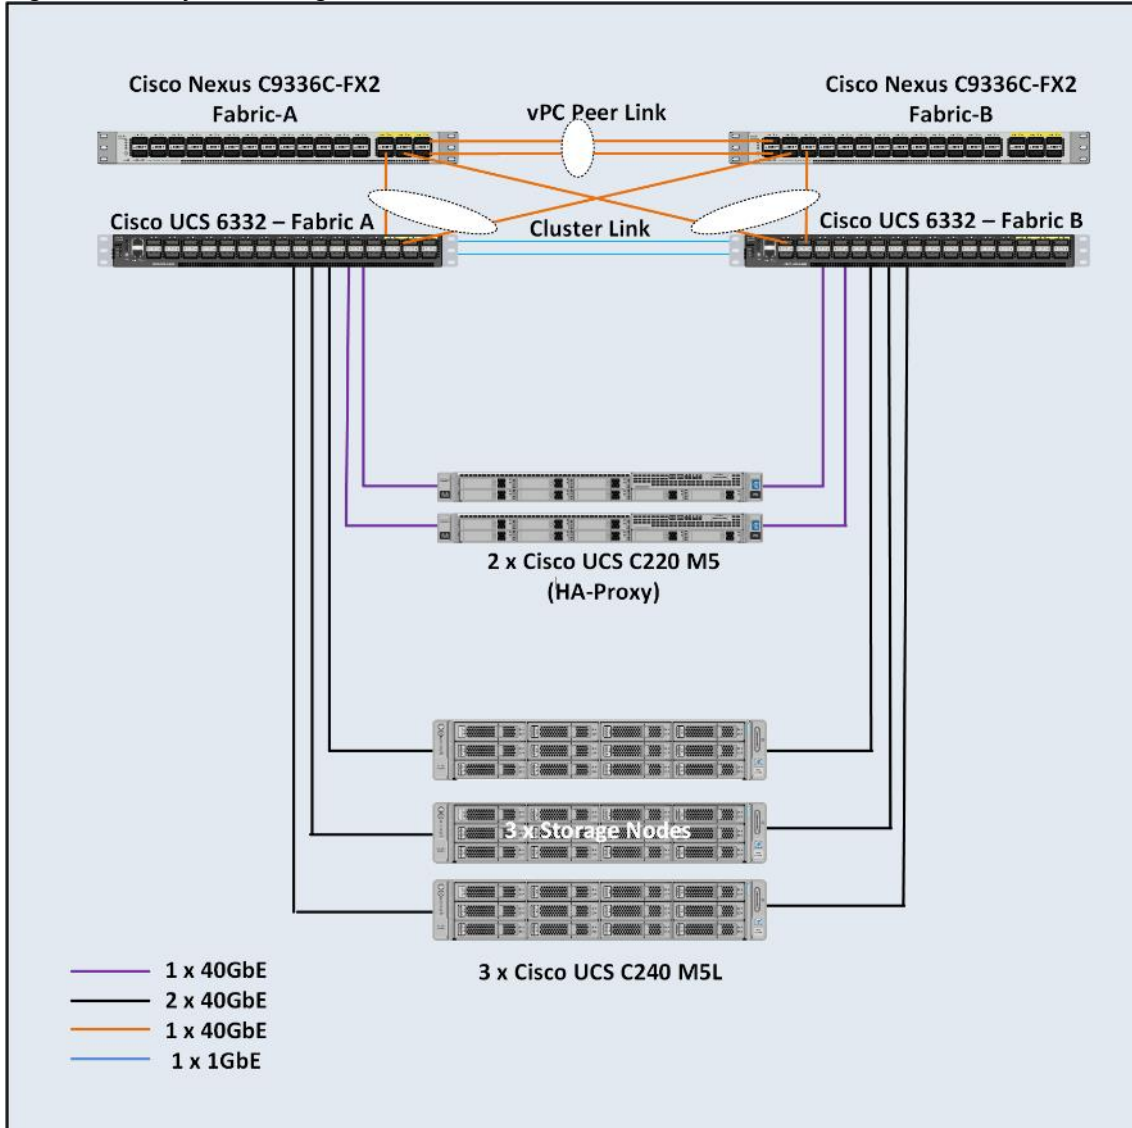 Cisco Nexus C9336C-FX2
Fabric-A
Cisco Nexus C9336C-FX2
Fabric-B
vPC Peer Link
Cisco UCS 6332 – Fabric A
Cisco UCS 6332 – Fabric B
Cluster Link
2 x Cisco UCS C220 M5
(HA-Proxy)
3 x Storage Nodes
3 x Cisco UCS C240 M5L
1 x 40GbE
2 x 40GbE
1 x 40GbE
1 x 1GbE